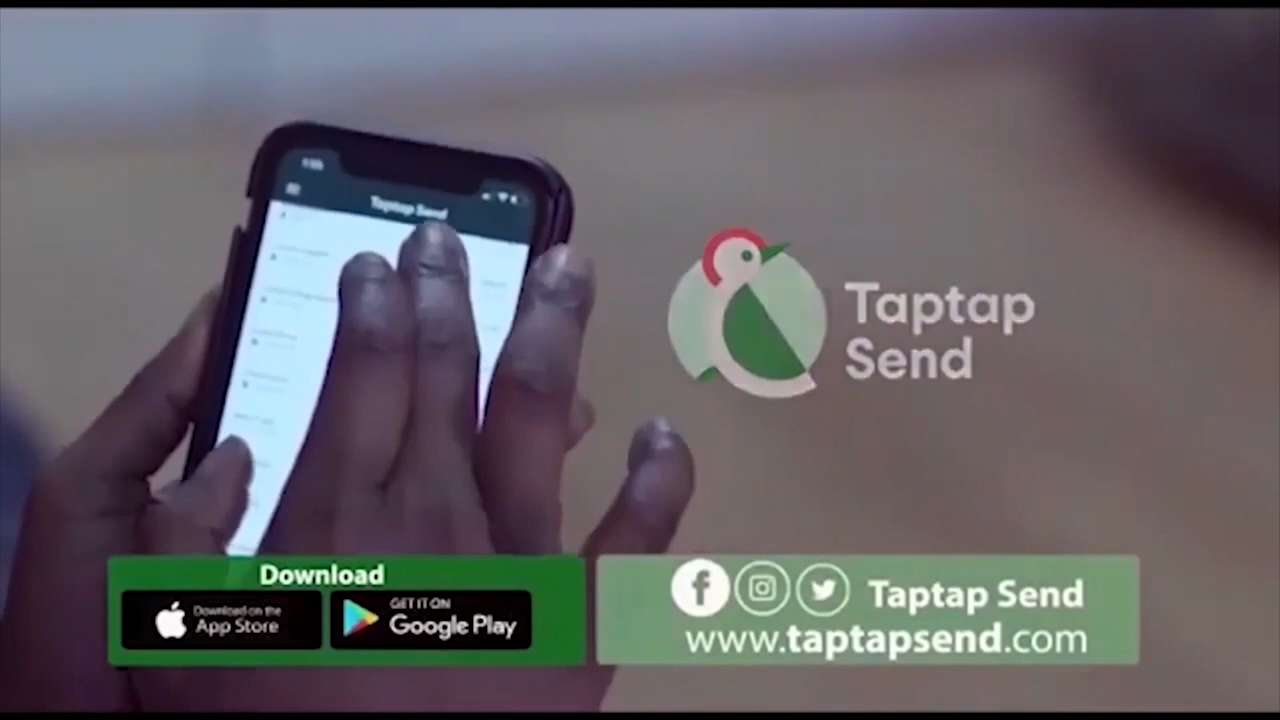 Taptap Send
Taptap
Send
Download
Download on the
App Store
GET IT ON
Google Play
Taptap Send
www.taptapsend.com